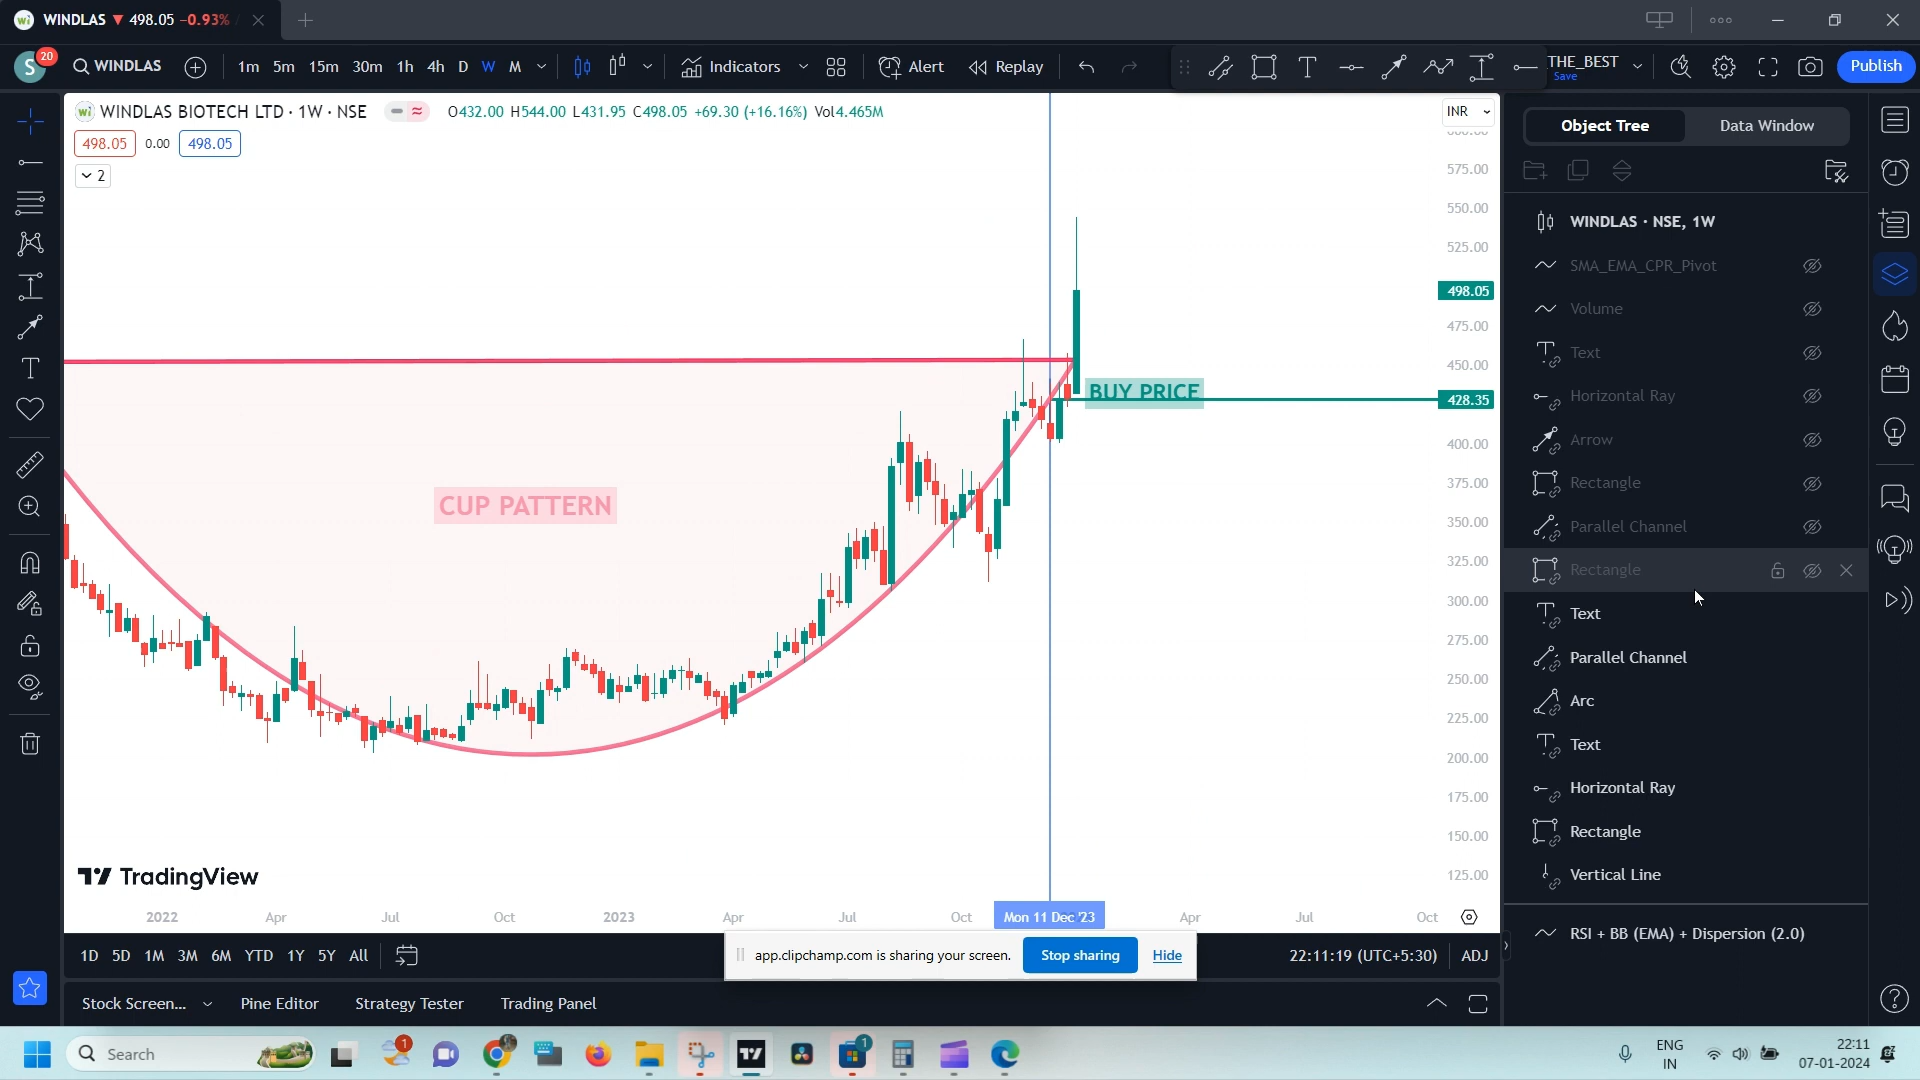 WINDLAS ▼ 498.05 −0.93%
S 20 WINDLAS 1m 5m 15m 30m 1h 4h D W M Indicators Alert Replay THE_BEST Save Publish
WINDLAS BIOTECH LTD · 1W · NSE O432.00 H544.00 L431.95 C498.05 +69.30 (+16.16%) Vol4.465M
498.05 0.00 498.05
2
INR
575.00
550.00
525.00
498.05
475.00
450.00
428.35
400.00
375.00
350.00
325.00
300.00
275.00
250.00
225.00
200.00
175.00
150.00
125.00
BUY PRICE
CUP PATTERN
TradingView
2022 Apr Jul Oct 2023 Apr Jul Oct Mon 11 Dec '23 Apr Jul Oct
1D 5D 1M 3M 6M YTD 1Y 5Y All
app.clipchamp.com is sharing your screen. Stop sharing Hide
22:11:19 (UTC+5:30) ADJ
Stock Screen... Pine Editor Strategy Tester Trading Panel
Object Tree Data Window
WINDLAS · NSE, 1W
SMA_EMA_CPR_Pivot
Volume
Text
Horizontal Ray
Arrow
Rectangle
Parallel Channel
Rectangle
Text
Parallel Channel
Arc
Text
Horizontal Ray
Rectangle
Vertical Line
RSI + BB (EMA) + Dispersion (2.0)
Search
1
1
ENG
IN
22:11
07-01-2024